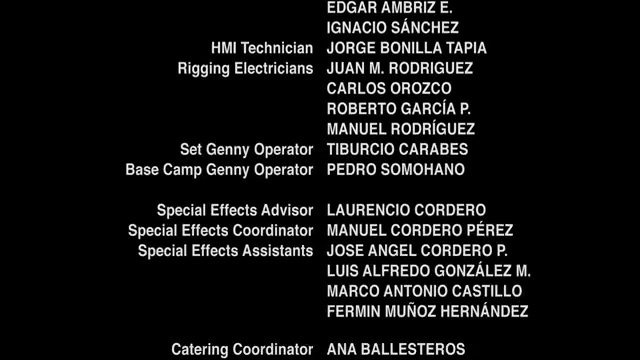 EDGAR AMBRIZ E.
IGNACIO SÁNCHEZ
HMI Technician JORGE BONILLA TAPIA
Rigging Electricians JUAN M. RODRIGUEZ
CARLOS OROZCO
ROBERTO GARCÍA P.
MANUEL RODRÍGUEZ
Set Genny Operator TIBURCIO CARABES
Base Camp Genny Operator PEDRO SOMOHANO
Special Effects Advisor LAURENCIO CORDERO
Special Effects Coordinator MANUEL CORDERO PÉREZ
Special Effects Assistants JOSE ANGEL CORDERO P.
LUIS ALFREDO GONZÁLEZ M.
MARCO ANTONIO CASTILLO
FERMIN MUÑOZ HERNÁNDEZ
Catering Coordinator ANA BALLESTEROS